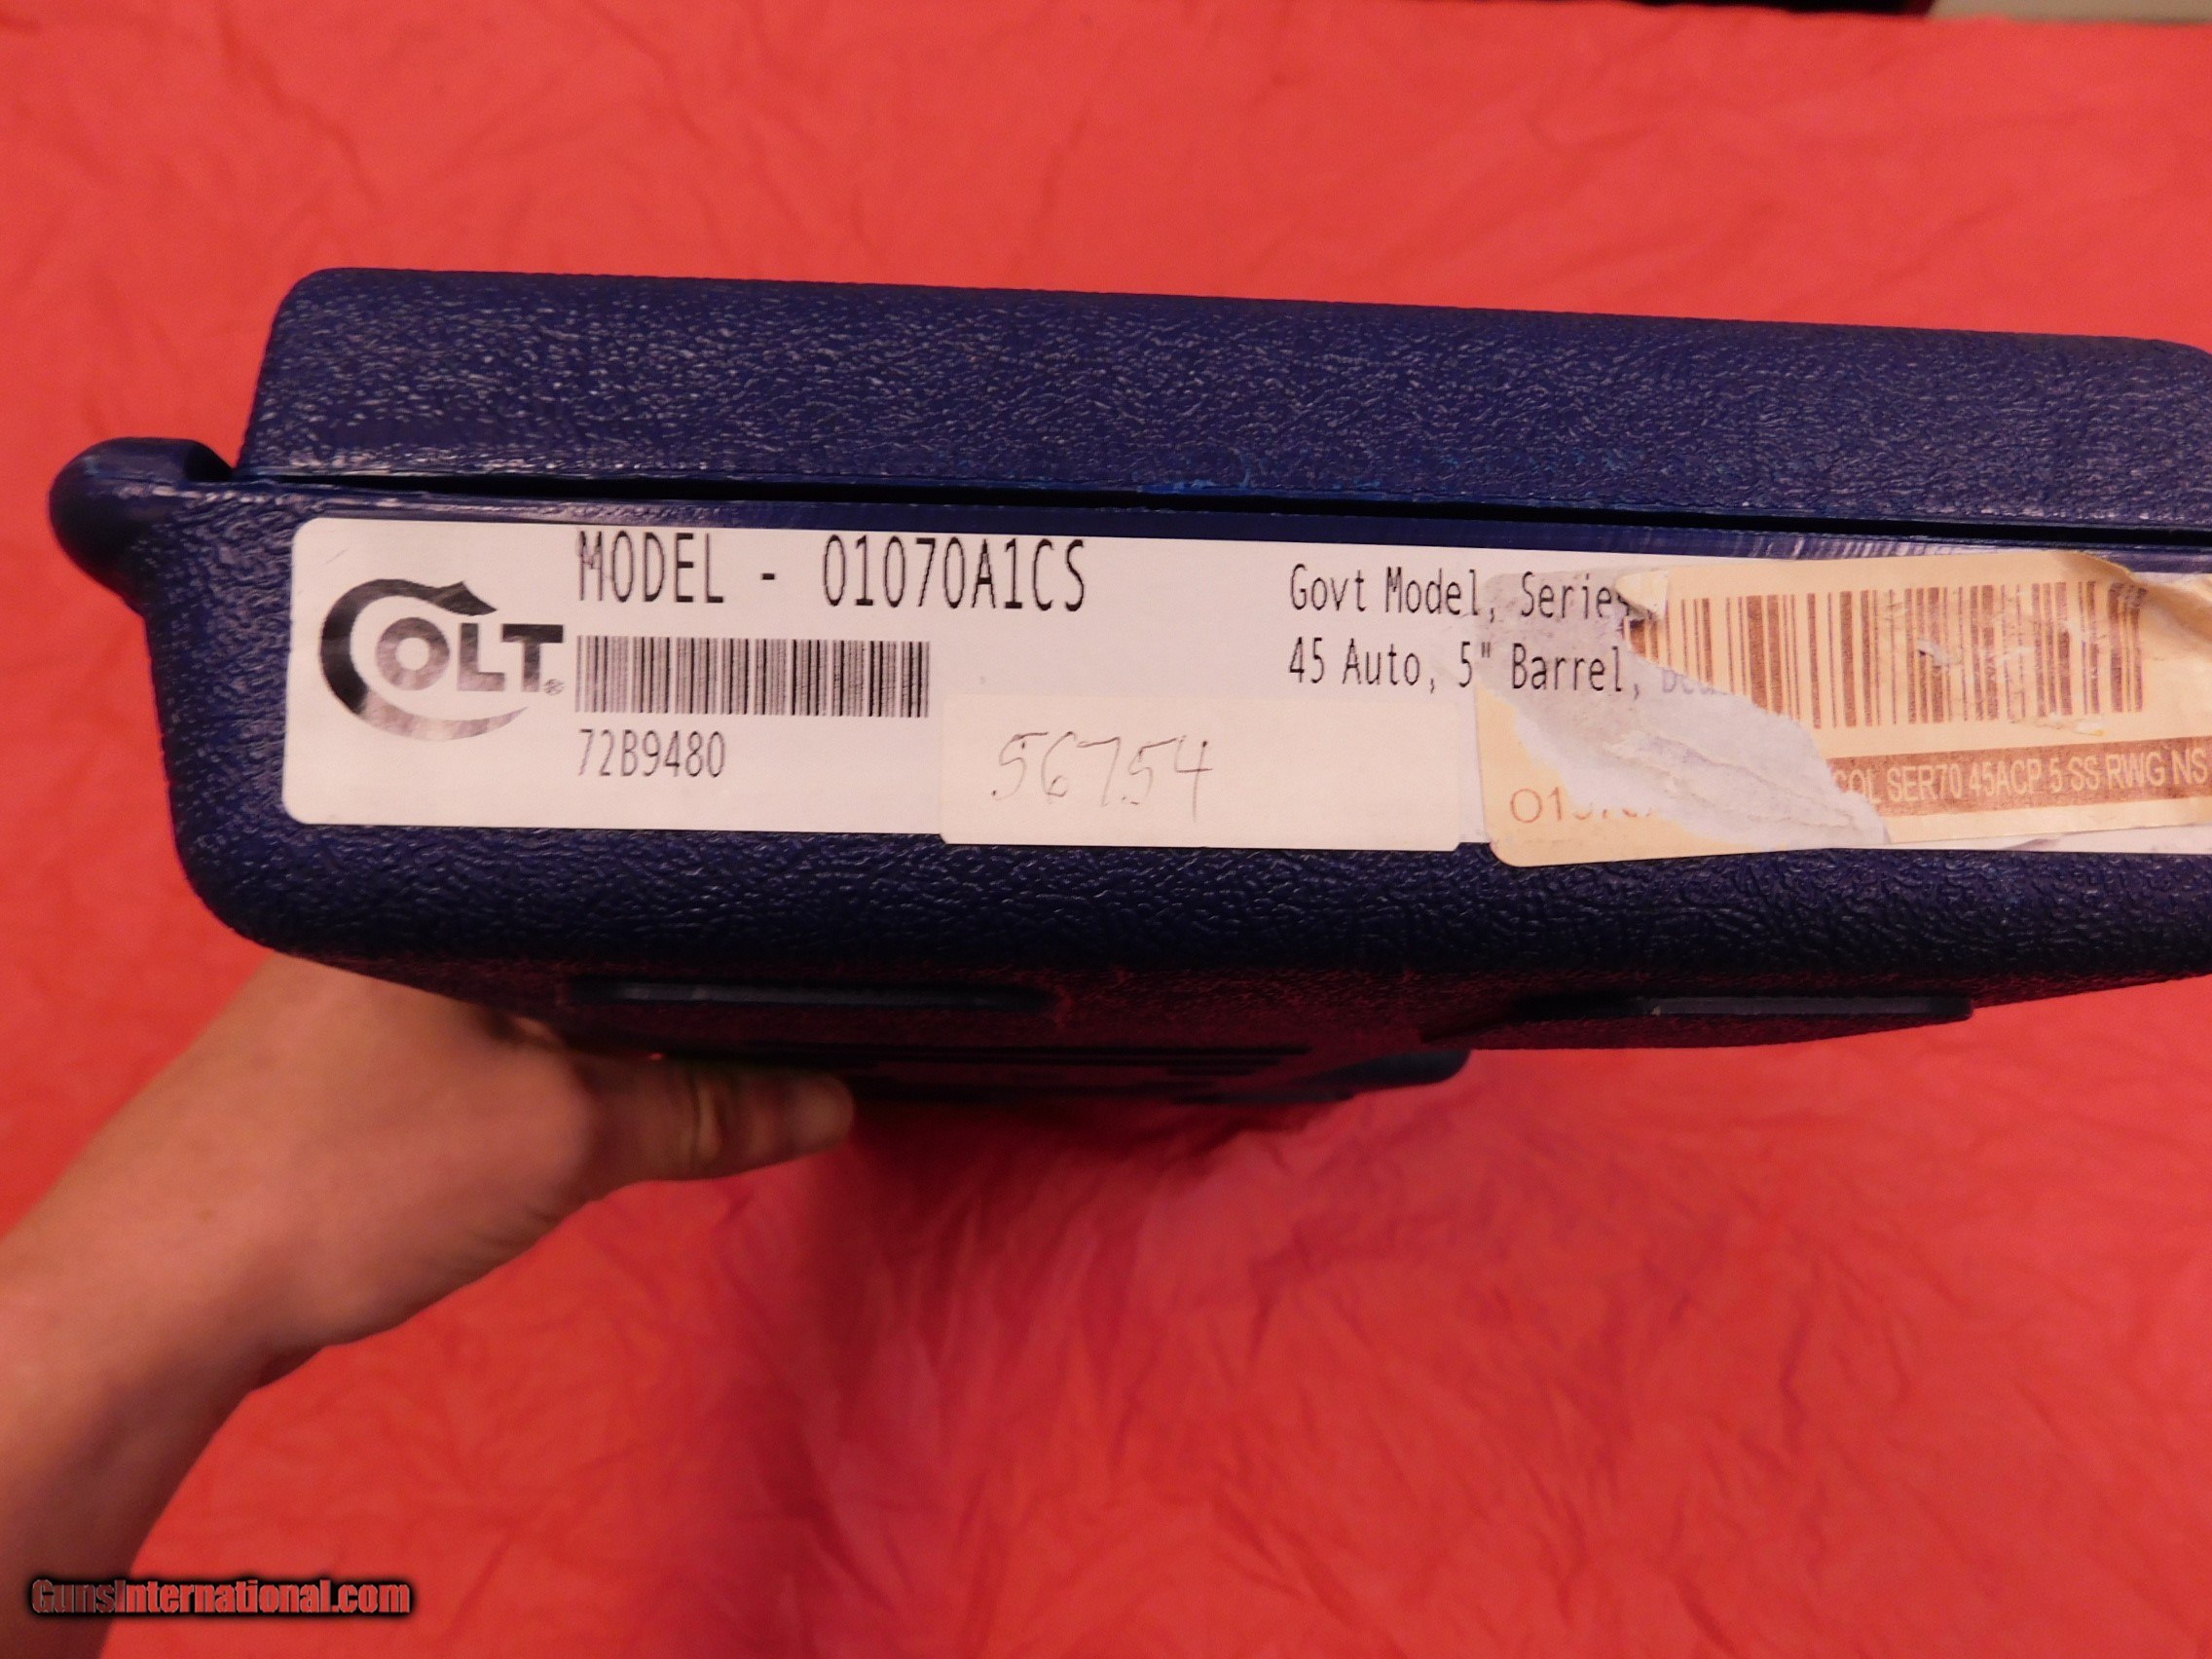 COLT®
MODEL - 01070A1CS
72B9480
Govt Model, Series
45 Auto, 5" Barrel,
56754
COL SER70 45ACP 5 SS RWG NS
GunsInternational.com